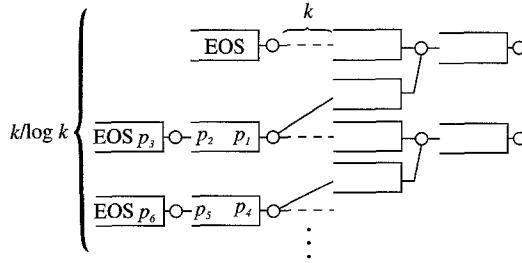 k
EOS
k/log k
EOS p₃ p₂ p₁
EOS p₆ p₅ p₄